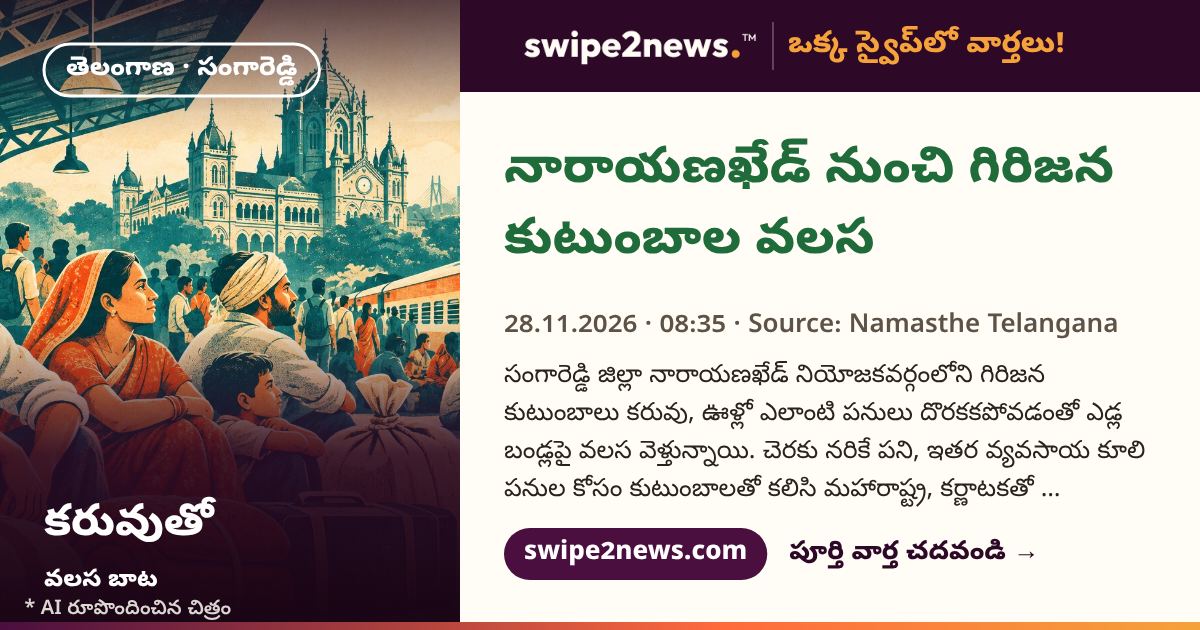 తెలంగాణ · సంగారెడ్డి
swipe2news.™
ఒక్క స్వైప్‌లో వార్తలు!
నారాయణఖేడ్ నుంచి గిరిజన
కుటుంబాల వలస
28.11.2026 · 08:35 · Source: Namasthe Telangana
సంగారెడ్డి జిల్లా నారాయణఖేడ్ నియోజకవర్గంలోని గిరిజన
కుటుంబాలు కరువు, ఊళ్లో ఎలాంటి పనులు దొరకకపోవడంతో ఎడ్ల
బండ్లపై వలస వెళ్తున్నాయి. చెరకు నరికే పని, ఇతర వ్యవసాయ కూలి
పనుల కోసం కుటుంబాలతో కలిసి మహారాష్ట్ర, కర్ణాటకతో ...
swipe2news.com
పూర్తి వార్త చదవండి →
కరువుతో
వలస బాట
* AI రూపొందించిన చిత్రం